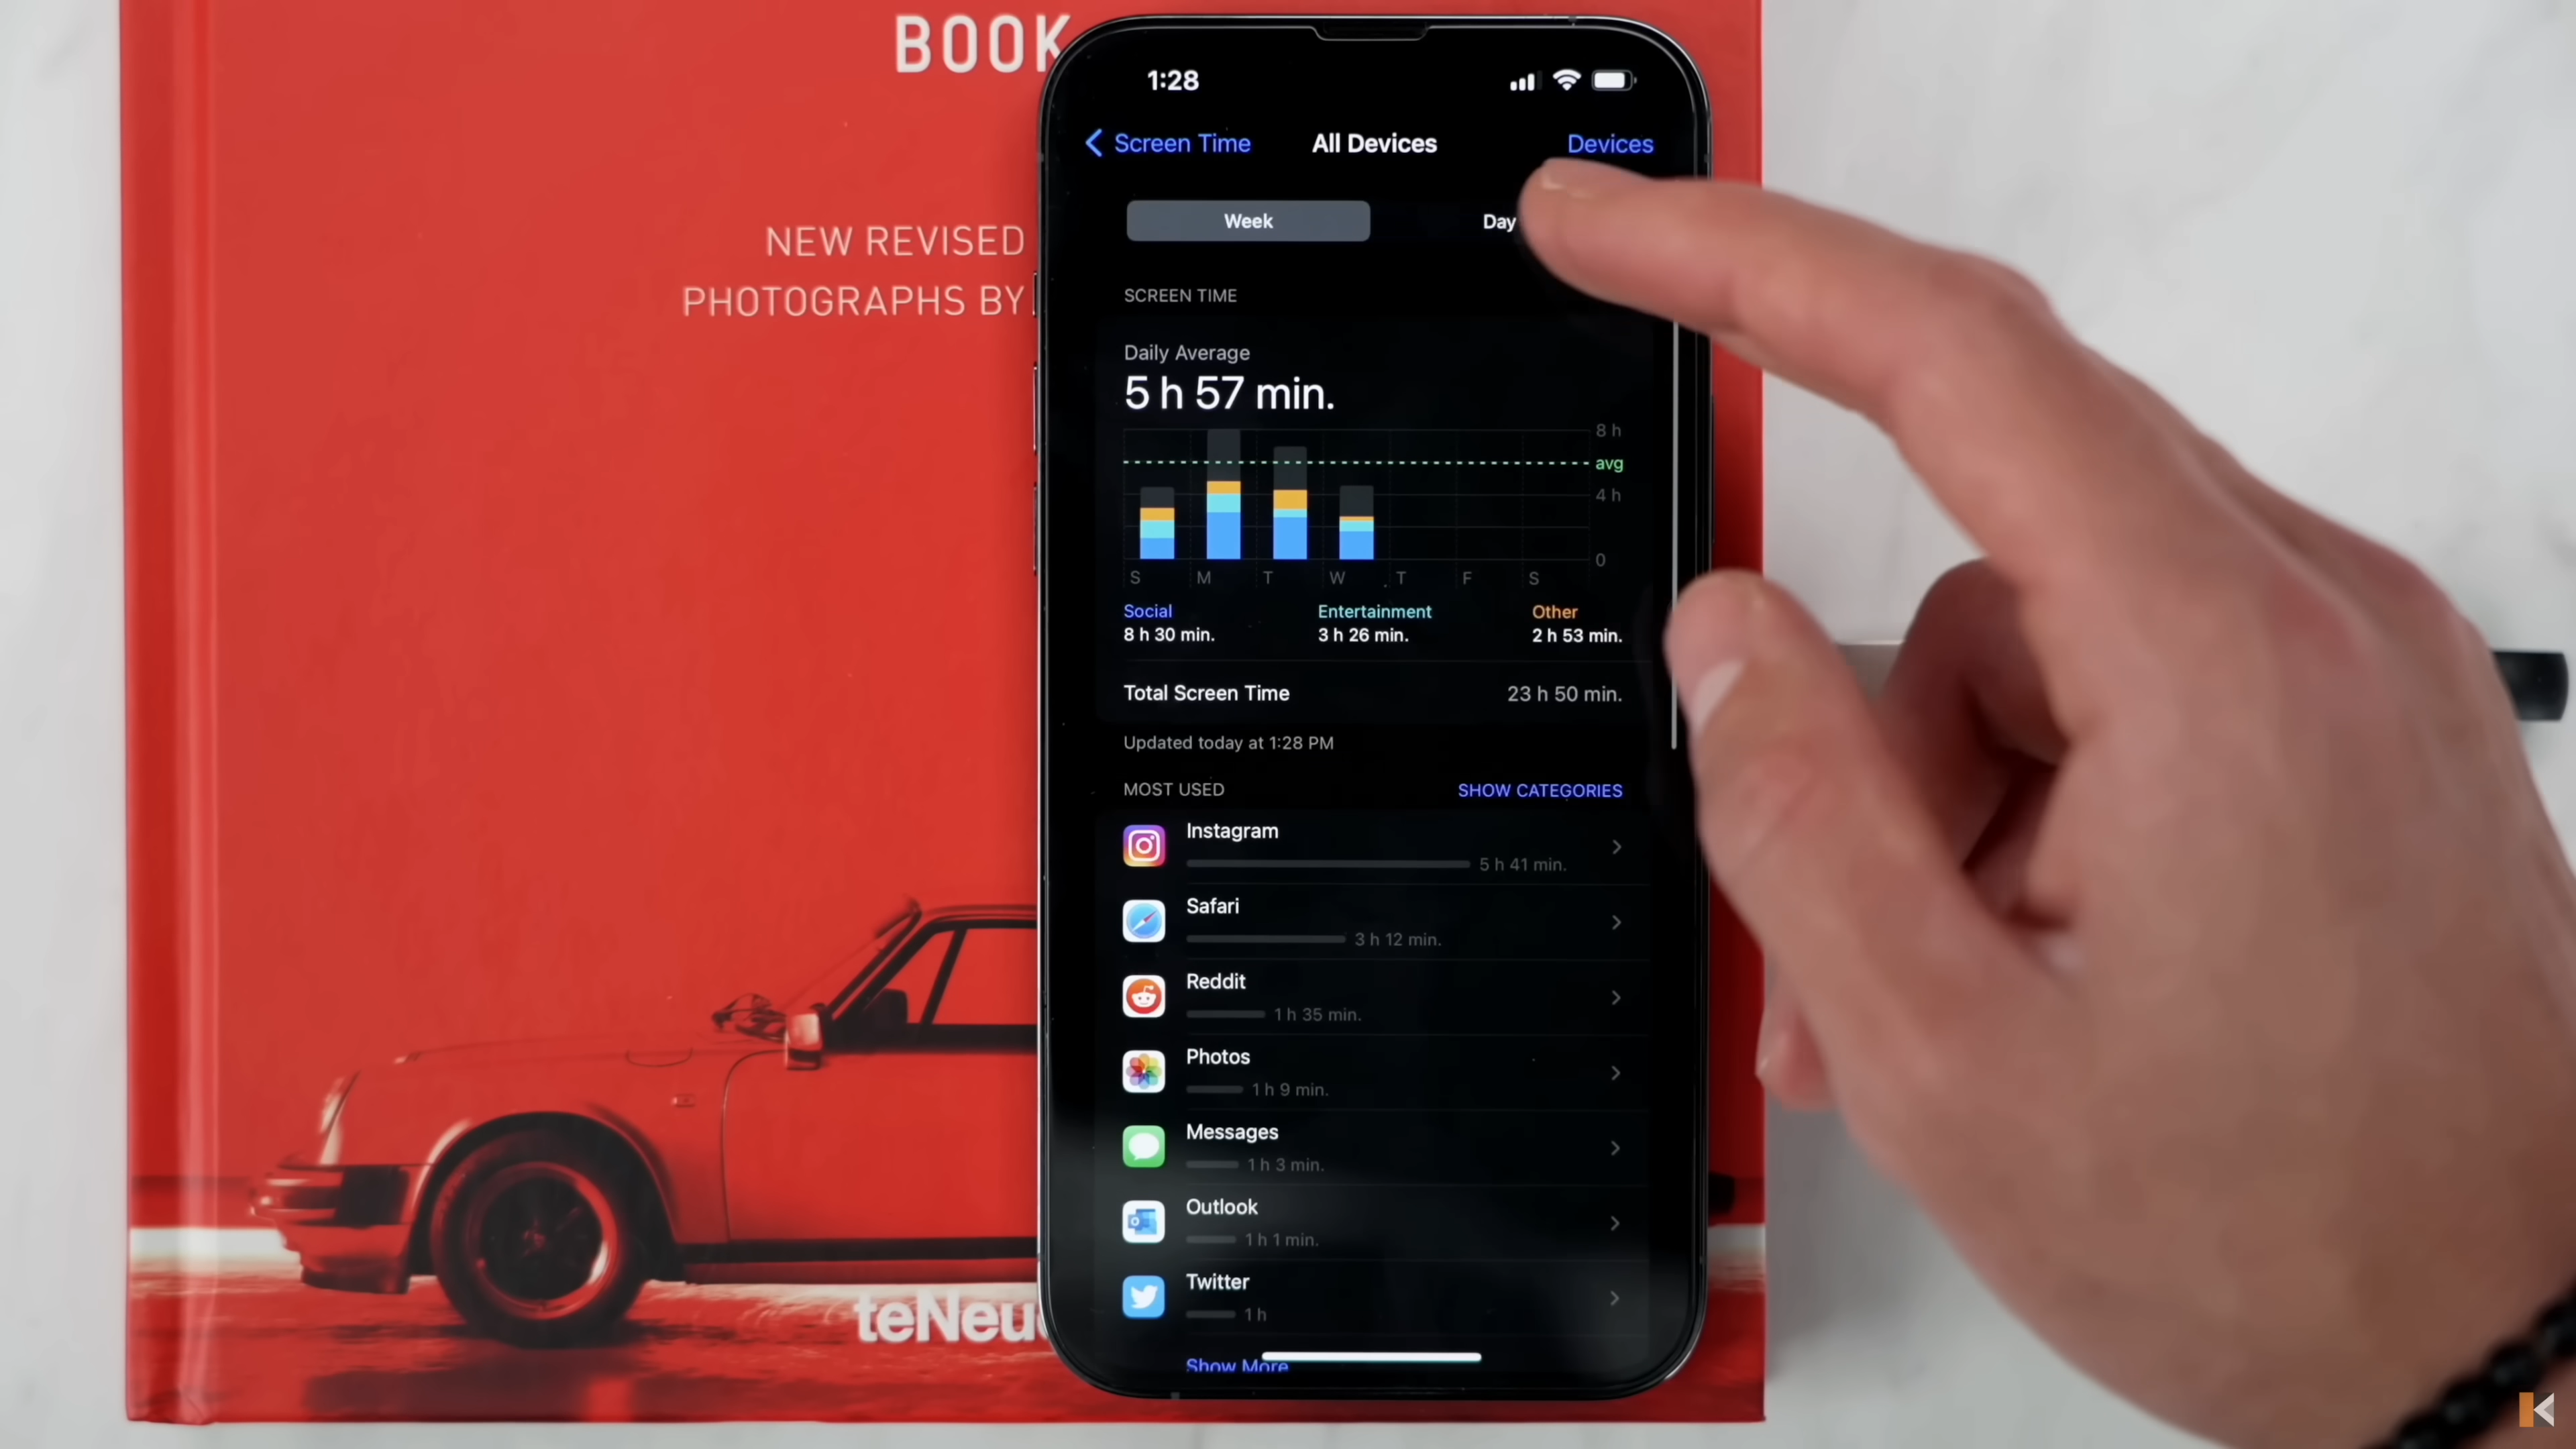 BOOK
NEW REVISED
PHOTOGRAPHS BY
1:28
Screen Time
All Devices
Devices
Week
Day
SCREEN TIME
Daily Average
5 h 57 min.
8 h
avg
4 h
0
S M T W T F S
Social
Entertainment
Other
8 h 30 min.
3 h 26 min.
2 h 53 min.
Total Screen Time
23 h 50 min.
Updated today at 1:28 PM
MOST USED
SHOW CATEGORIES
Instagram
5 h 41 min.
Safari
3 h 12 min.
Reddit
1 h 35 min.
Photos
1 h 9 min.
Messages
1 h 3 min.
Outlook
1 h 1 min.
Twitter
1 h
Show More
teNeu
K